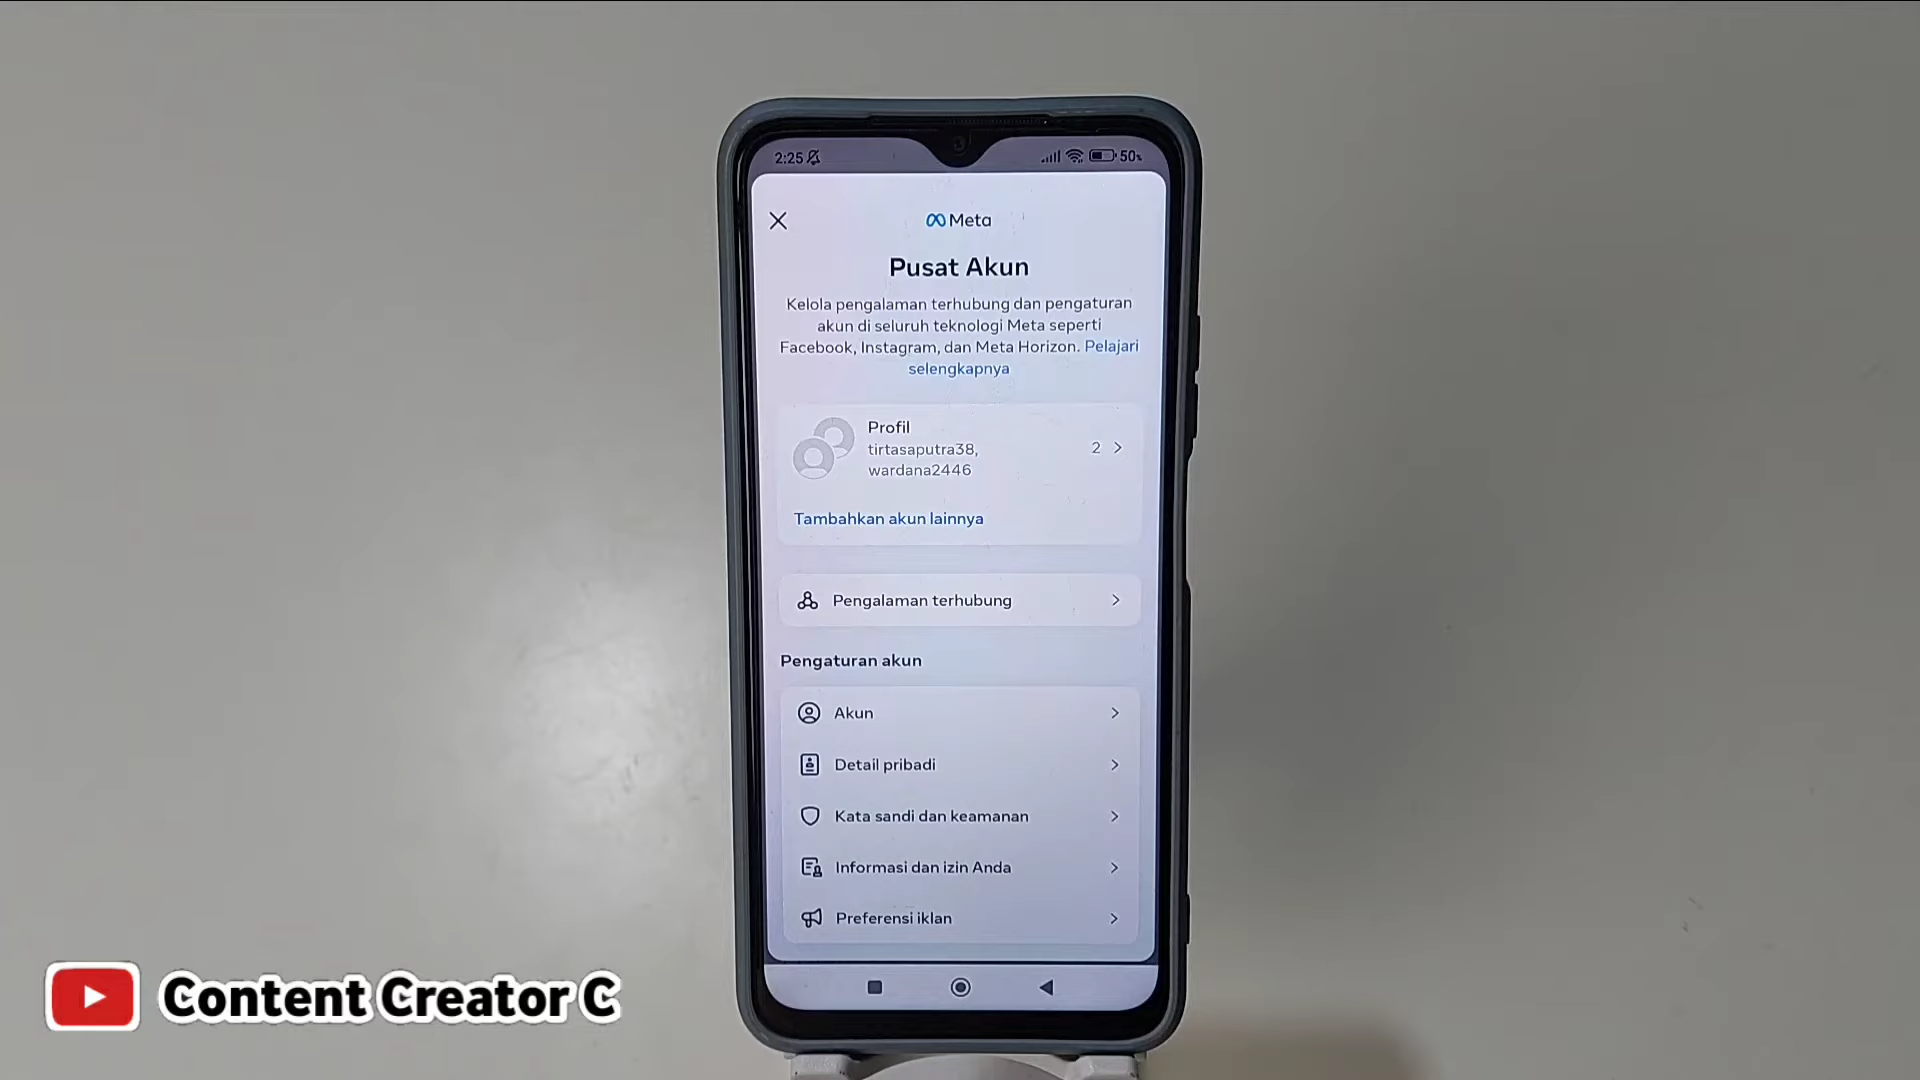 2:25
50%
Meta
Pusat Akun
Kelola pengalaman terhubung dan pengaturan
akun di seluruh teknologi Meta seperti
Facebook, Instagram, dan Meta Horizon. Pelajari
selengkapnya
Profil
tirtasaputra38,
wardana2446
2
Tambahkan akun lainnya
Pengalaman terhubung
Pengaturan akun
Akun
Detail pribadi
Kata sandi dan keamanan
Informasi dan izin Anda
Preferensi iklan
Content Creator C